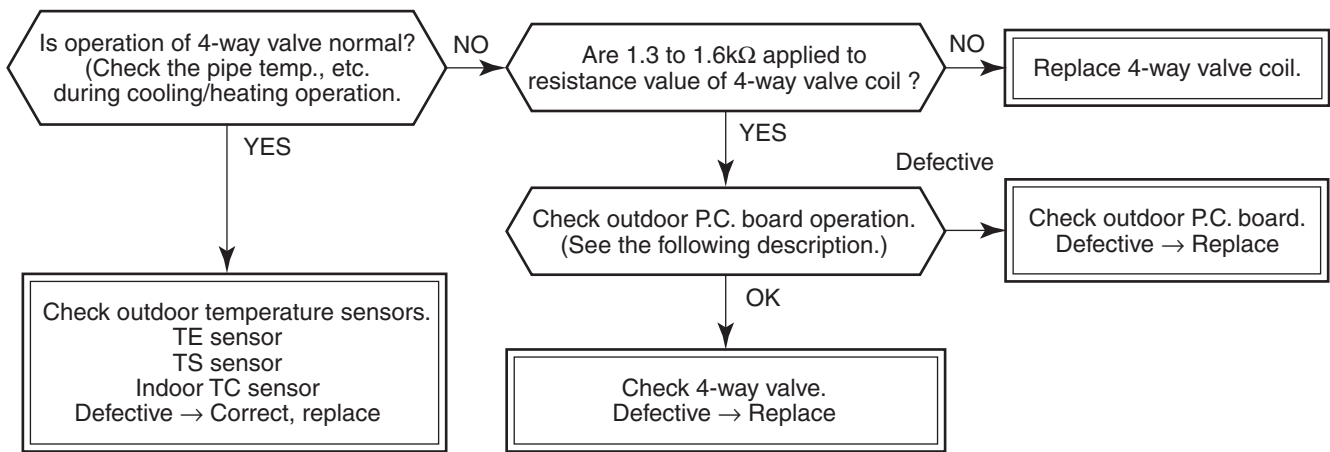 Is operation of 4-way valve normal?
(Check the pipe temp., etc.
during cooling/heating operation.
NO
Are 1.3 to 1.6kΩ applied to
resistance value of 4-way valve coil ?
NO
Replace 4-way valve coil.
YES
YES
Defective
Check outdoor P.C. board operation.
(See the following description.)
Check outdoor P.C. board.
Defective → Replace
OK
Check outdoor temperature sensors.
TE sensor
TS sensor
Indoor TC sensor
Defective → Correct, replace
Check 4-way valve.
Defective → Replace